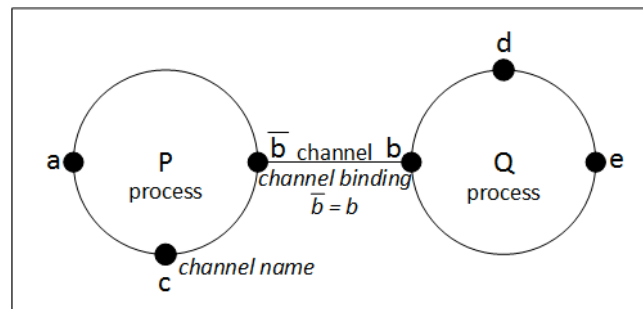 d
a
P
process
b̅ channel b
channel binding
b̅ = b
Q
process
e
c
channel name